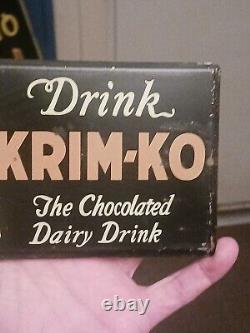 Drink
KRIM-KO
The Chocolated
Dairy Drink